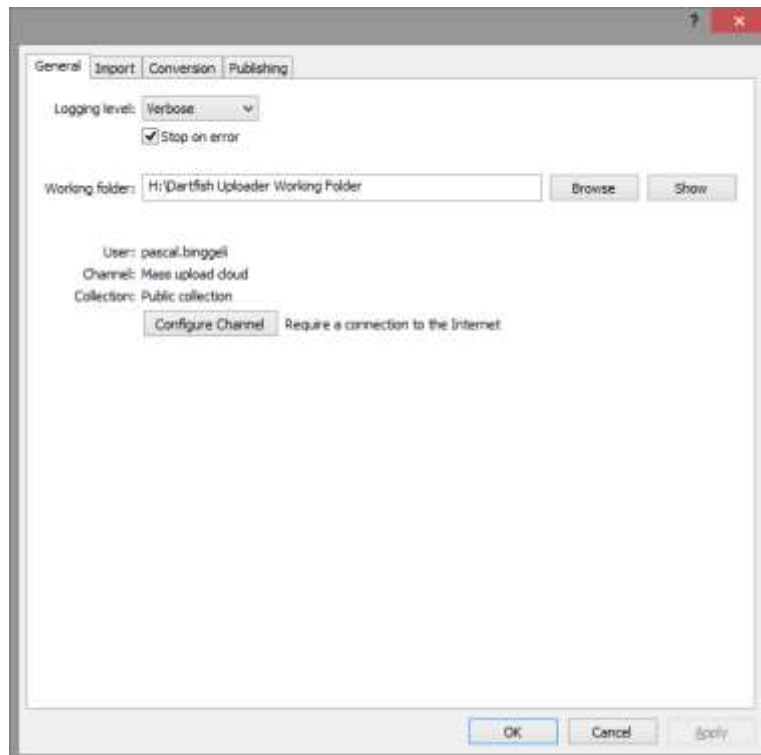 ?
General Import Conversion Publishing
Logging level: Verbose
Stop on error
Working folder: H:\Dartfish Uploader Working Folder Browse Show
User: pascal.binggeli
Channel: Mass upload cloud
Collection: Public collection
Configure Channel Require a connection to the Internet
OK Cancel Apply